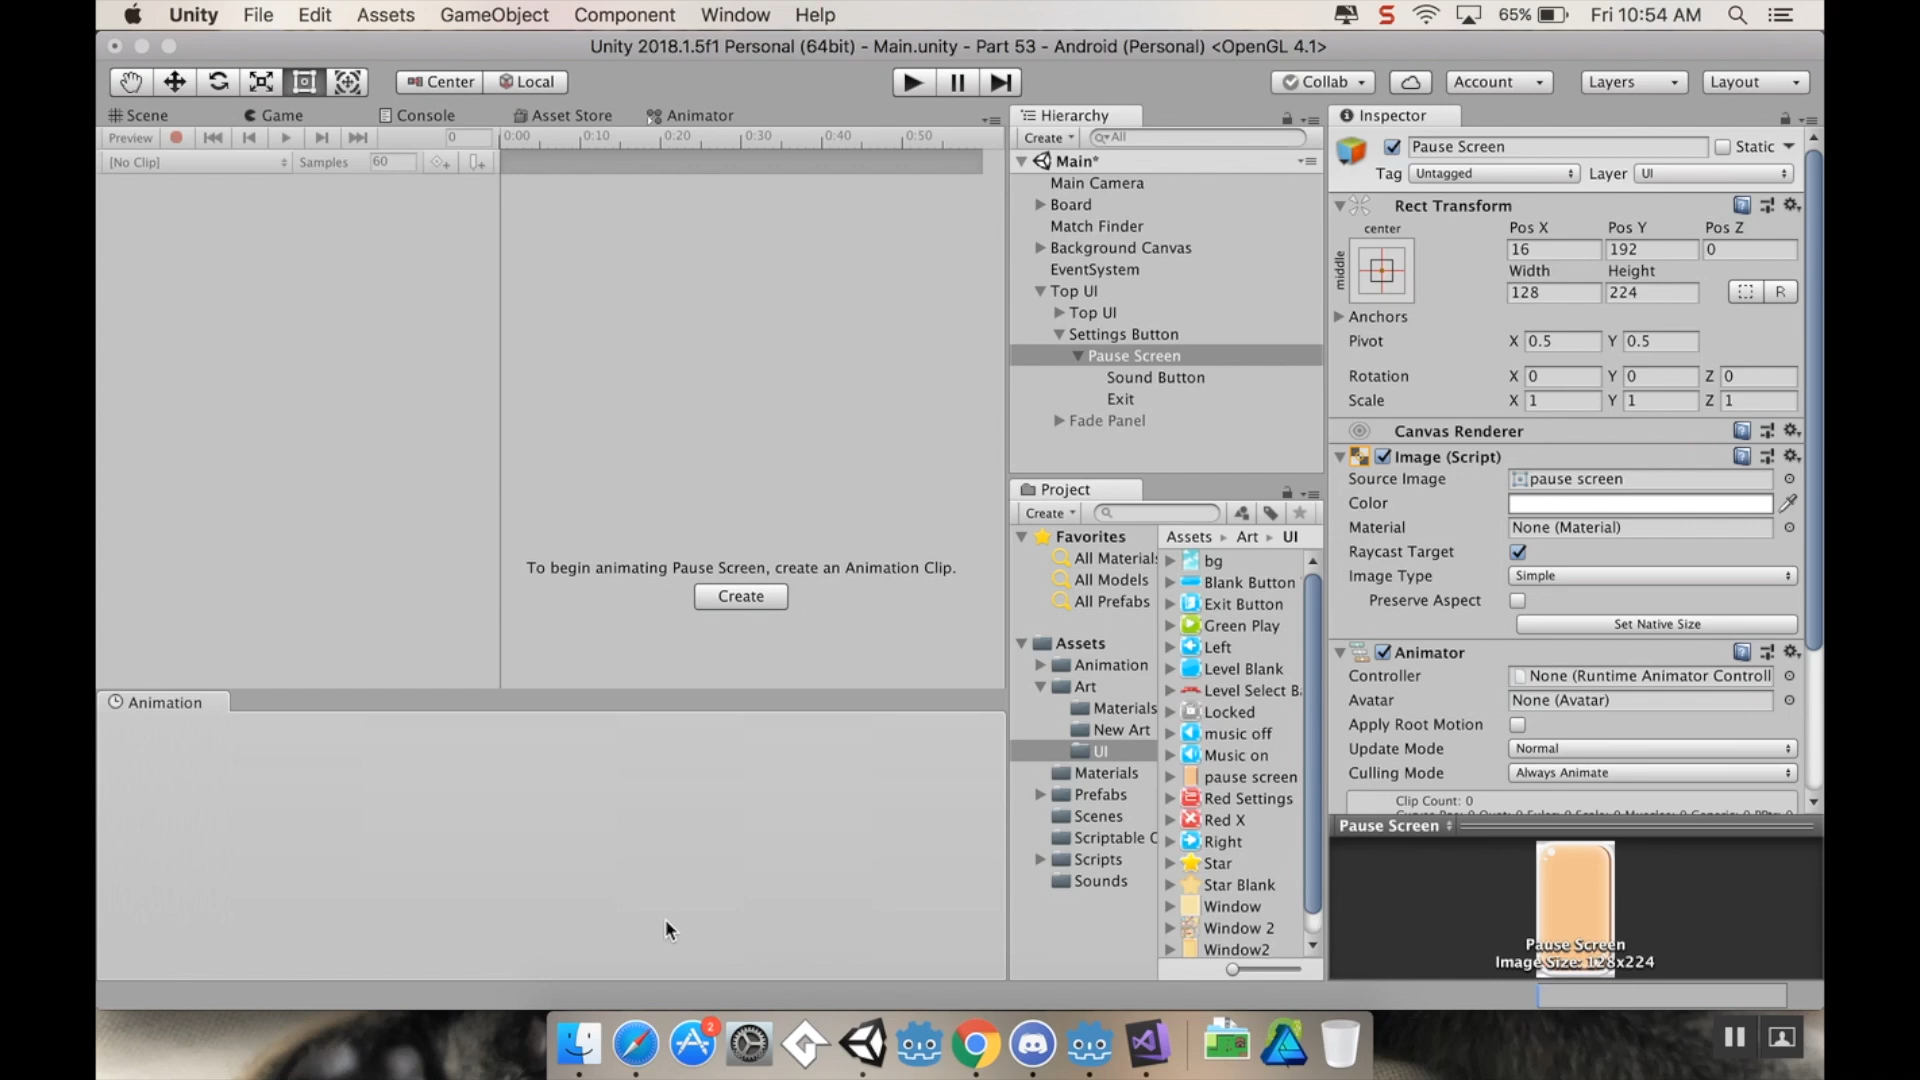 Unity File Edit Assets GameObject Component Window Help 65% Fri 10:54 AM
Unity 2018.1.5f1 Personal (64bit) - Main.unity - Part 53 - Android (Personal) <OpenGL 4.1>
Center Local Collab Account Layers Layout
Scene Game Console Asset Store Animator
Preview 0 0:00 0:10 0:20 0:30 0:40 0:50
[No Clip] Samples 60
To begin animating Pause Screen, create an Animation Clip.
Create
Animation
Hierarchy
Create All
Main*
Main Camera
Board
Match Finder
Background Canvas
EventSystem
Top UI
Top UI
Settings Button
Pause Screen
Sound Button
Exit
Fade Panel
Project
Create
Favorites
All Materials
All Models
All Prefabs
Assets
Animation
Art
Materials
New Art
UI
Materials
Prefabs
Scenes
Scriptable O
Scripts
Sounds
Assets Art UI
bg
Blank Button
Exit Button
Green Play
Left
Level Blank
Level Select B
Locked
music off
Music on
pause screen
Red Settings
Red X
Right
Star
Star Blank
Window
Window 2
Window2
Inspector
Pause Screen Static
Tag Untagged Layer UI
Rect Transform
center Pos X Pos Y Pos Z
middle 16 192 0
Width Height
128 224 R
Anchors
Pivot X 0.5 Y 0.5
Rotation X 0 Y 0 Z 0
Scale X 1 Y 1 Z 1
Canvas Renderer
Image (Script)
Source Image pause screen
Color
Material None (Material)
Raycast Target
Image Type Simple
Preserve Aspect
Set Native Size
Animator
Controller None (Runtime Animator Controll
Avatar None (Avatar)
Apply Root Motion
Update Mode Normal
Culling Mode Always Animate
Clip Count: 0
Pause Screen
Pause Screen
Image Size: 128x224
2